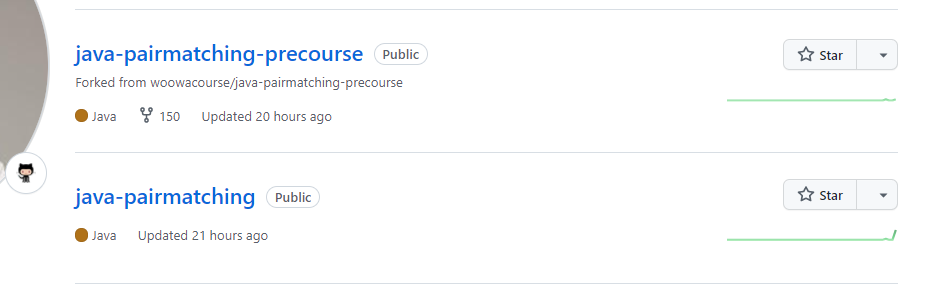 java-pairmatching-precourse Public Star
Forked from woowacourse/java-pairmatching-precourse
Java 150 Updated 20 hours ago
java-pairmatching Public Star
Java Updated 21 hours ago